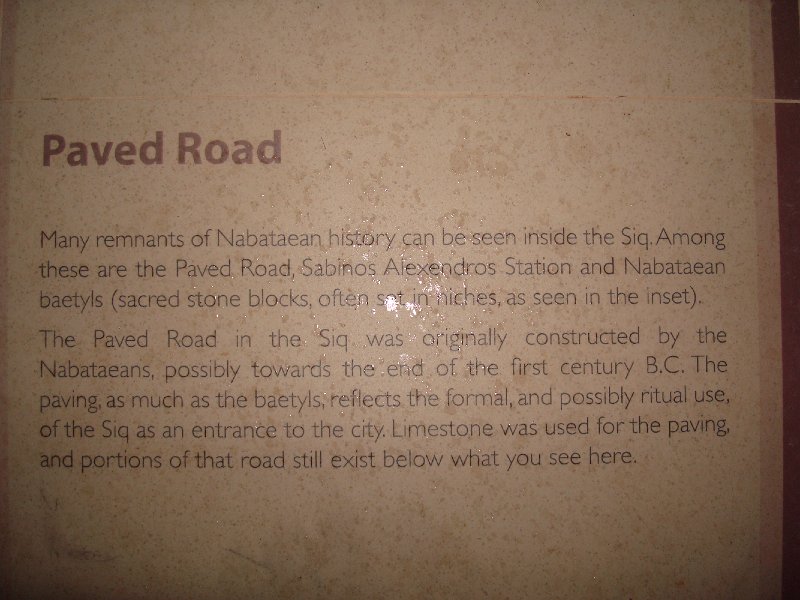 Paved Road
Many remnants of Nabataean history can be seen inside the Siq. Among
these are the Paved Road, Sabinos Alexendros Station and Nabataean
baetyls (sacred stone blocks, often set in niches, as seen in the inset).
The Paved Road in the Siq was originally constructed by the
Nabataeans, possibly towards the end of the first century B.C. The
paving, as much as the baetyls, reflects the formal, and possibly ritual use,
of the Siq as an entrance to the city. Limestone was used for the paving,
and portions of that road still exist below what you see here.